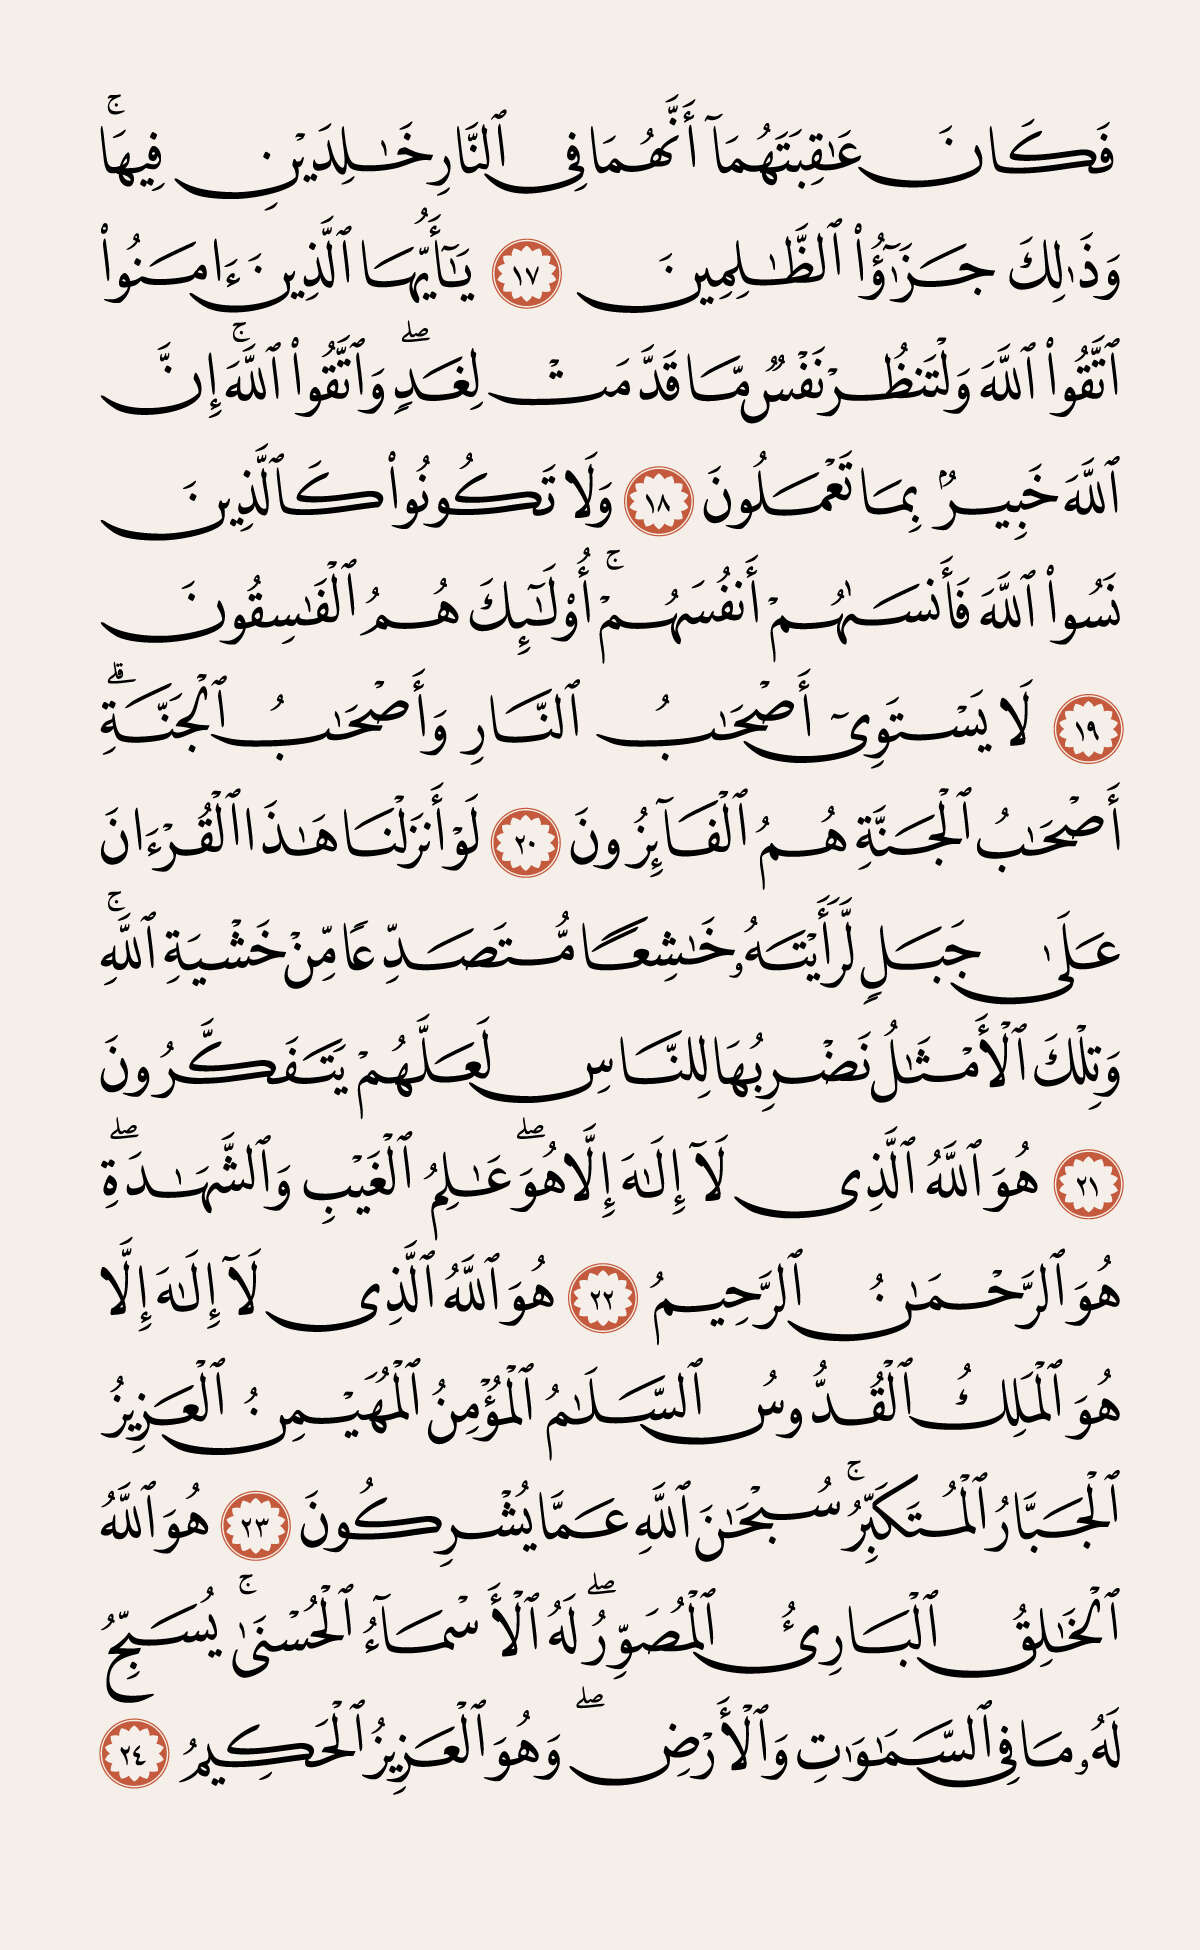 فَكَانَ عَٰقِبَتَهُمَآ أَنَّهُمَا فِى ٱلنَّارِ خَٰلِدَيْنِ فِيهَاۚ
وَذَٰلِكَ جَزَٰٓؤُا۟ ٱلظَّٰلِمِينَ ١٧ يَٰٓأَيُّهَا ٱلَّذِينَ ءَامَنُوا۟
ٱتَّقُوا۟ ٱللَّهَ وَلْتَنظُرْ نَفْسٌ مَّا قَدَّمَتْ لِغَدٍۖ وَٱتَّقُوا۟ ٱللَّهَۚ إِنَّ
ٱللَّهَ خَبِيرٌۢ بِمَا تَعْمَلُونَ ١٨ وَلَا تَكُونُوا۟ كَٱلَّذِينَ
نَسُوا۟ ٱللَّهَ فَأَنسَىٰهُمْ أَنفُسَهُمْۚ أُو۟لَٰٓئِكَ هُمُ ٱلْفَٰسِقُونَ
١٩ لَا يَسْتَوِىٓ أَصْحَٰبُ ٱلنَّارِ وَأَصْحَٰبُ ٱلْجَنَّةِۗ
أَصْحَٰبُ ٱلْجَنَّةِ هُمُ ٱلْفَآئِزُونَ ٢٠ لَوْ أَنزَلْنَا هَٰذَا ٱلْقُرْءَانَ
عَلَىٰ جَبَلٍ لَّرَأَيْتَهُۥ خَٰشِعًا مُّتَصَدِّعًا مِّنْ خَشْيَةِ ٱللَّهِۚ
وَتِلْكَ ٱلْأَمْثَٰلُ نَضْرِبُهَا لِلنَّاسِ لَعَلَّهُمْ يَتَفَكَّرُونَ
٢١ هُوَ ٱللَّهُ ٱلَّذِى لَآ إِلَٰهَ إِلَّا هُوَۖ عَٰلِمُ ٱلْغَيْبِ وَٱلشَّهَٰدَةِۖ
هُوَ ٱلرَّحْمَٰنُ ٱلرَّحِيمُ ٢٢ هُوَ ٱللَّهُ ٱلَّذِى لَآ إِلَٰهَ إِلَّا
هُوَ ٱلْمَلِكُ ٱلْقُدُّوسُ ٱلسَّلَٰمُ ٱلْمُؤْمِنُ ٱلْمُهَيْمِنُ ٱلْعَزِيزُ
ٱلْجَبَّارُ ٱلْمُتَكَبِّرُۚ سُبْحَٰنَ ٱللَّهِ عَمَّا يُشْرِكُونَ ٢٣ هُوَ ٱللَّهُ
ٱلْخَٰلِقُ ٱلْبَارِئُ ٱلْمُصَوِّرُۖ لَهُ ٱلْأَسْمَآءُ ٱلْحُسْنَىٰۚ يُسَبِّحُ
لَهُۥ مَا فِى ٱلسَّمَٰوَٰتِ وَٱلْأَرْضِۖ وَهُوَ ٱلْعَزِيزُ ٱلْحَكِيمُ ٢٤